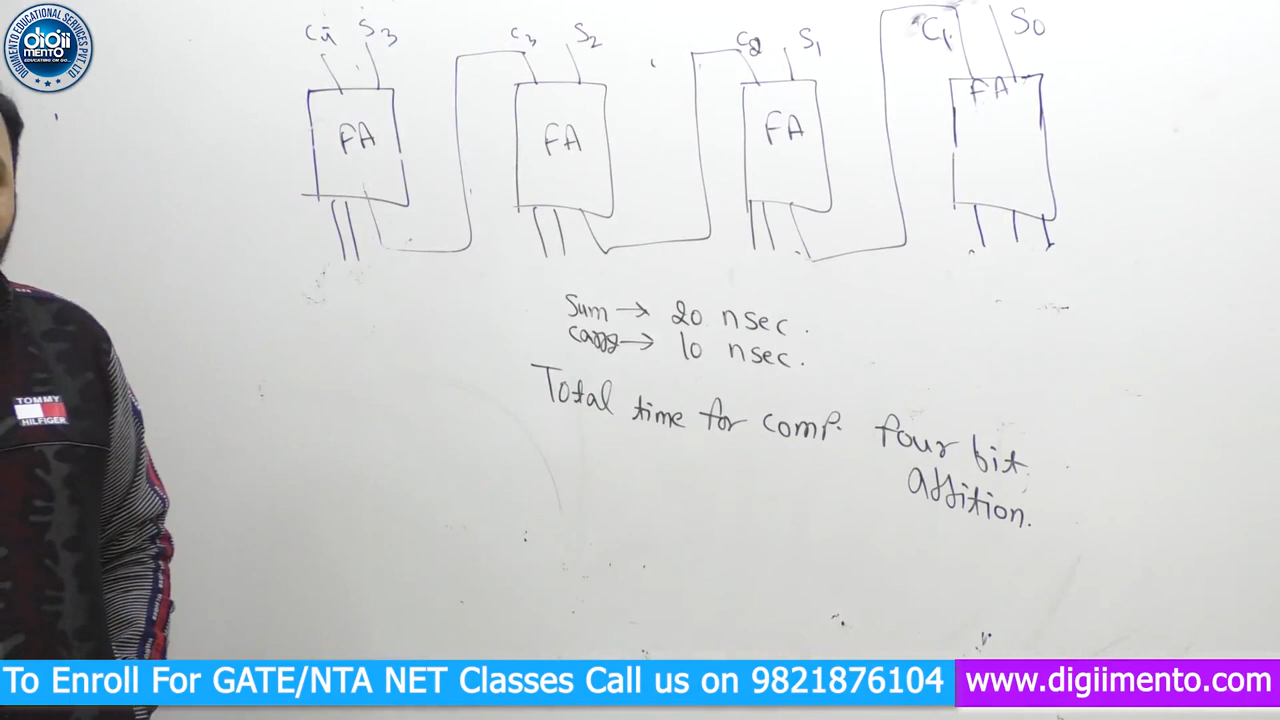 DIGIIMENTO EDUCATIONAL SERVICES PVT. LTD
digii
MENTO
EDUCATING ON GO...
C4 S3 C3 S2 C2 S1 C1 S0
FA FA FA FA
Sum → 20 nsec.
carry → 10 nsec.
Total time for comp. four bit
addition.
TOMMY
HILFIGER
To Enroll For GATE/NTA NET Classes Call us on 9821876104 www.digiimento.com